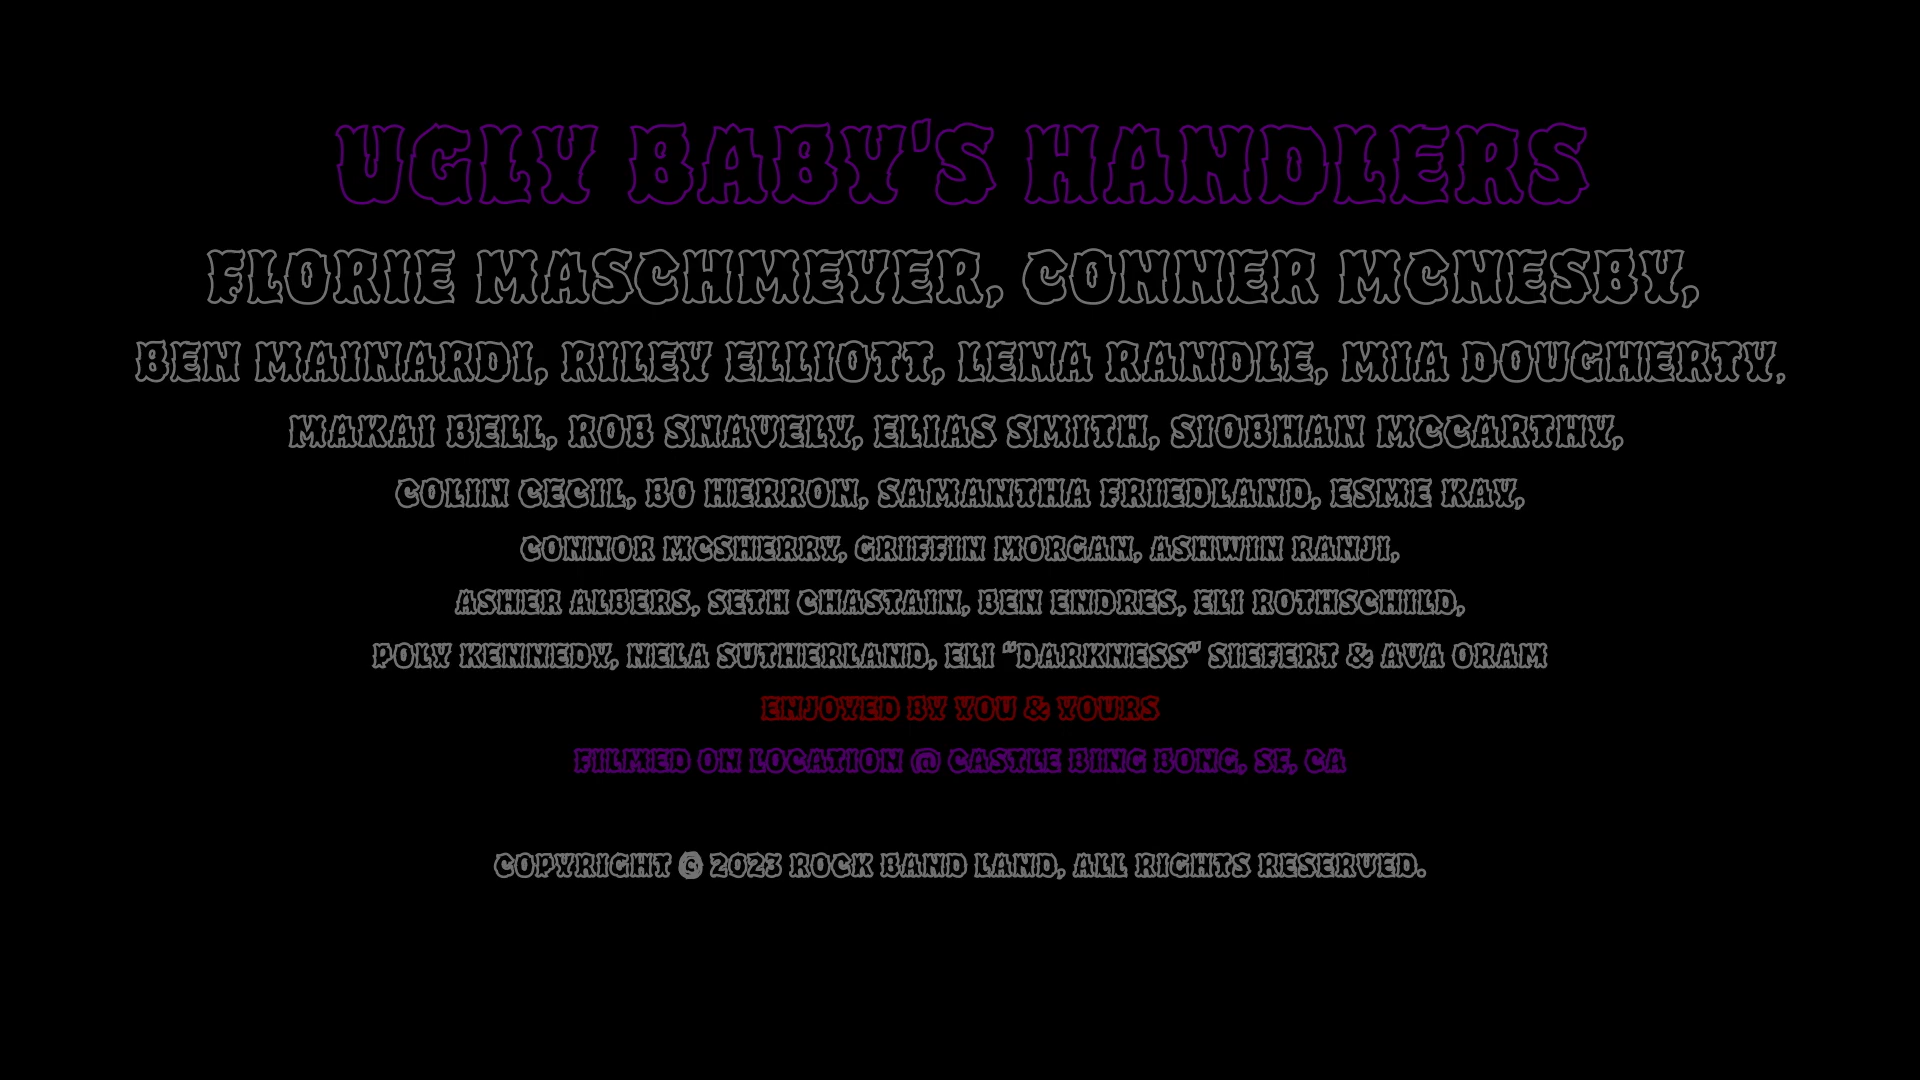 UGLY BABY'S HANDLERS
FLORIE MASCHMEYER, CONNER MCNESBY,
BEN MAINARDI, RILEY ELLIOTT, LENA RANDLE, MIA DOUGHERTY,
MAKAI BELL, ROB SNAVELY, ELIAS SMITH, SIOBHAN MCCARTHY,
COLIN CECIL, BO HERRON, SAMANTHA FRIEDLAND, ESME KAY,
CONNOR MCSHERRY, GRIFFIN MORGAN, ASHWIN RANJI,
ASHER ALBERS, SETH CHASTAIN, BEN ENDRES, ELI ROTHSCHILD,
POLY KENNEDY, NELA SUTHERLAND, ELI “DARKNESS” SIEFERT & AVA ORAM
ENJOYED BY YOU & YOURS
FILMED ON LOCATION @ CASTLE BING BONG, SF, CA
COPYRIGHT © 2023 ROCK BAND LAND, ALL RIGHTS RESERVED.